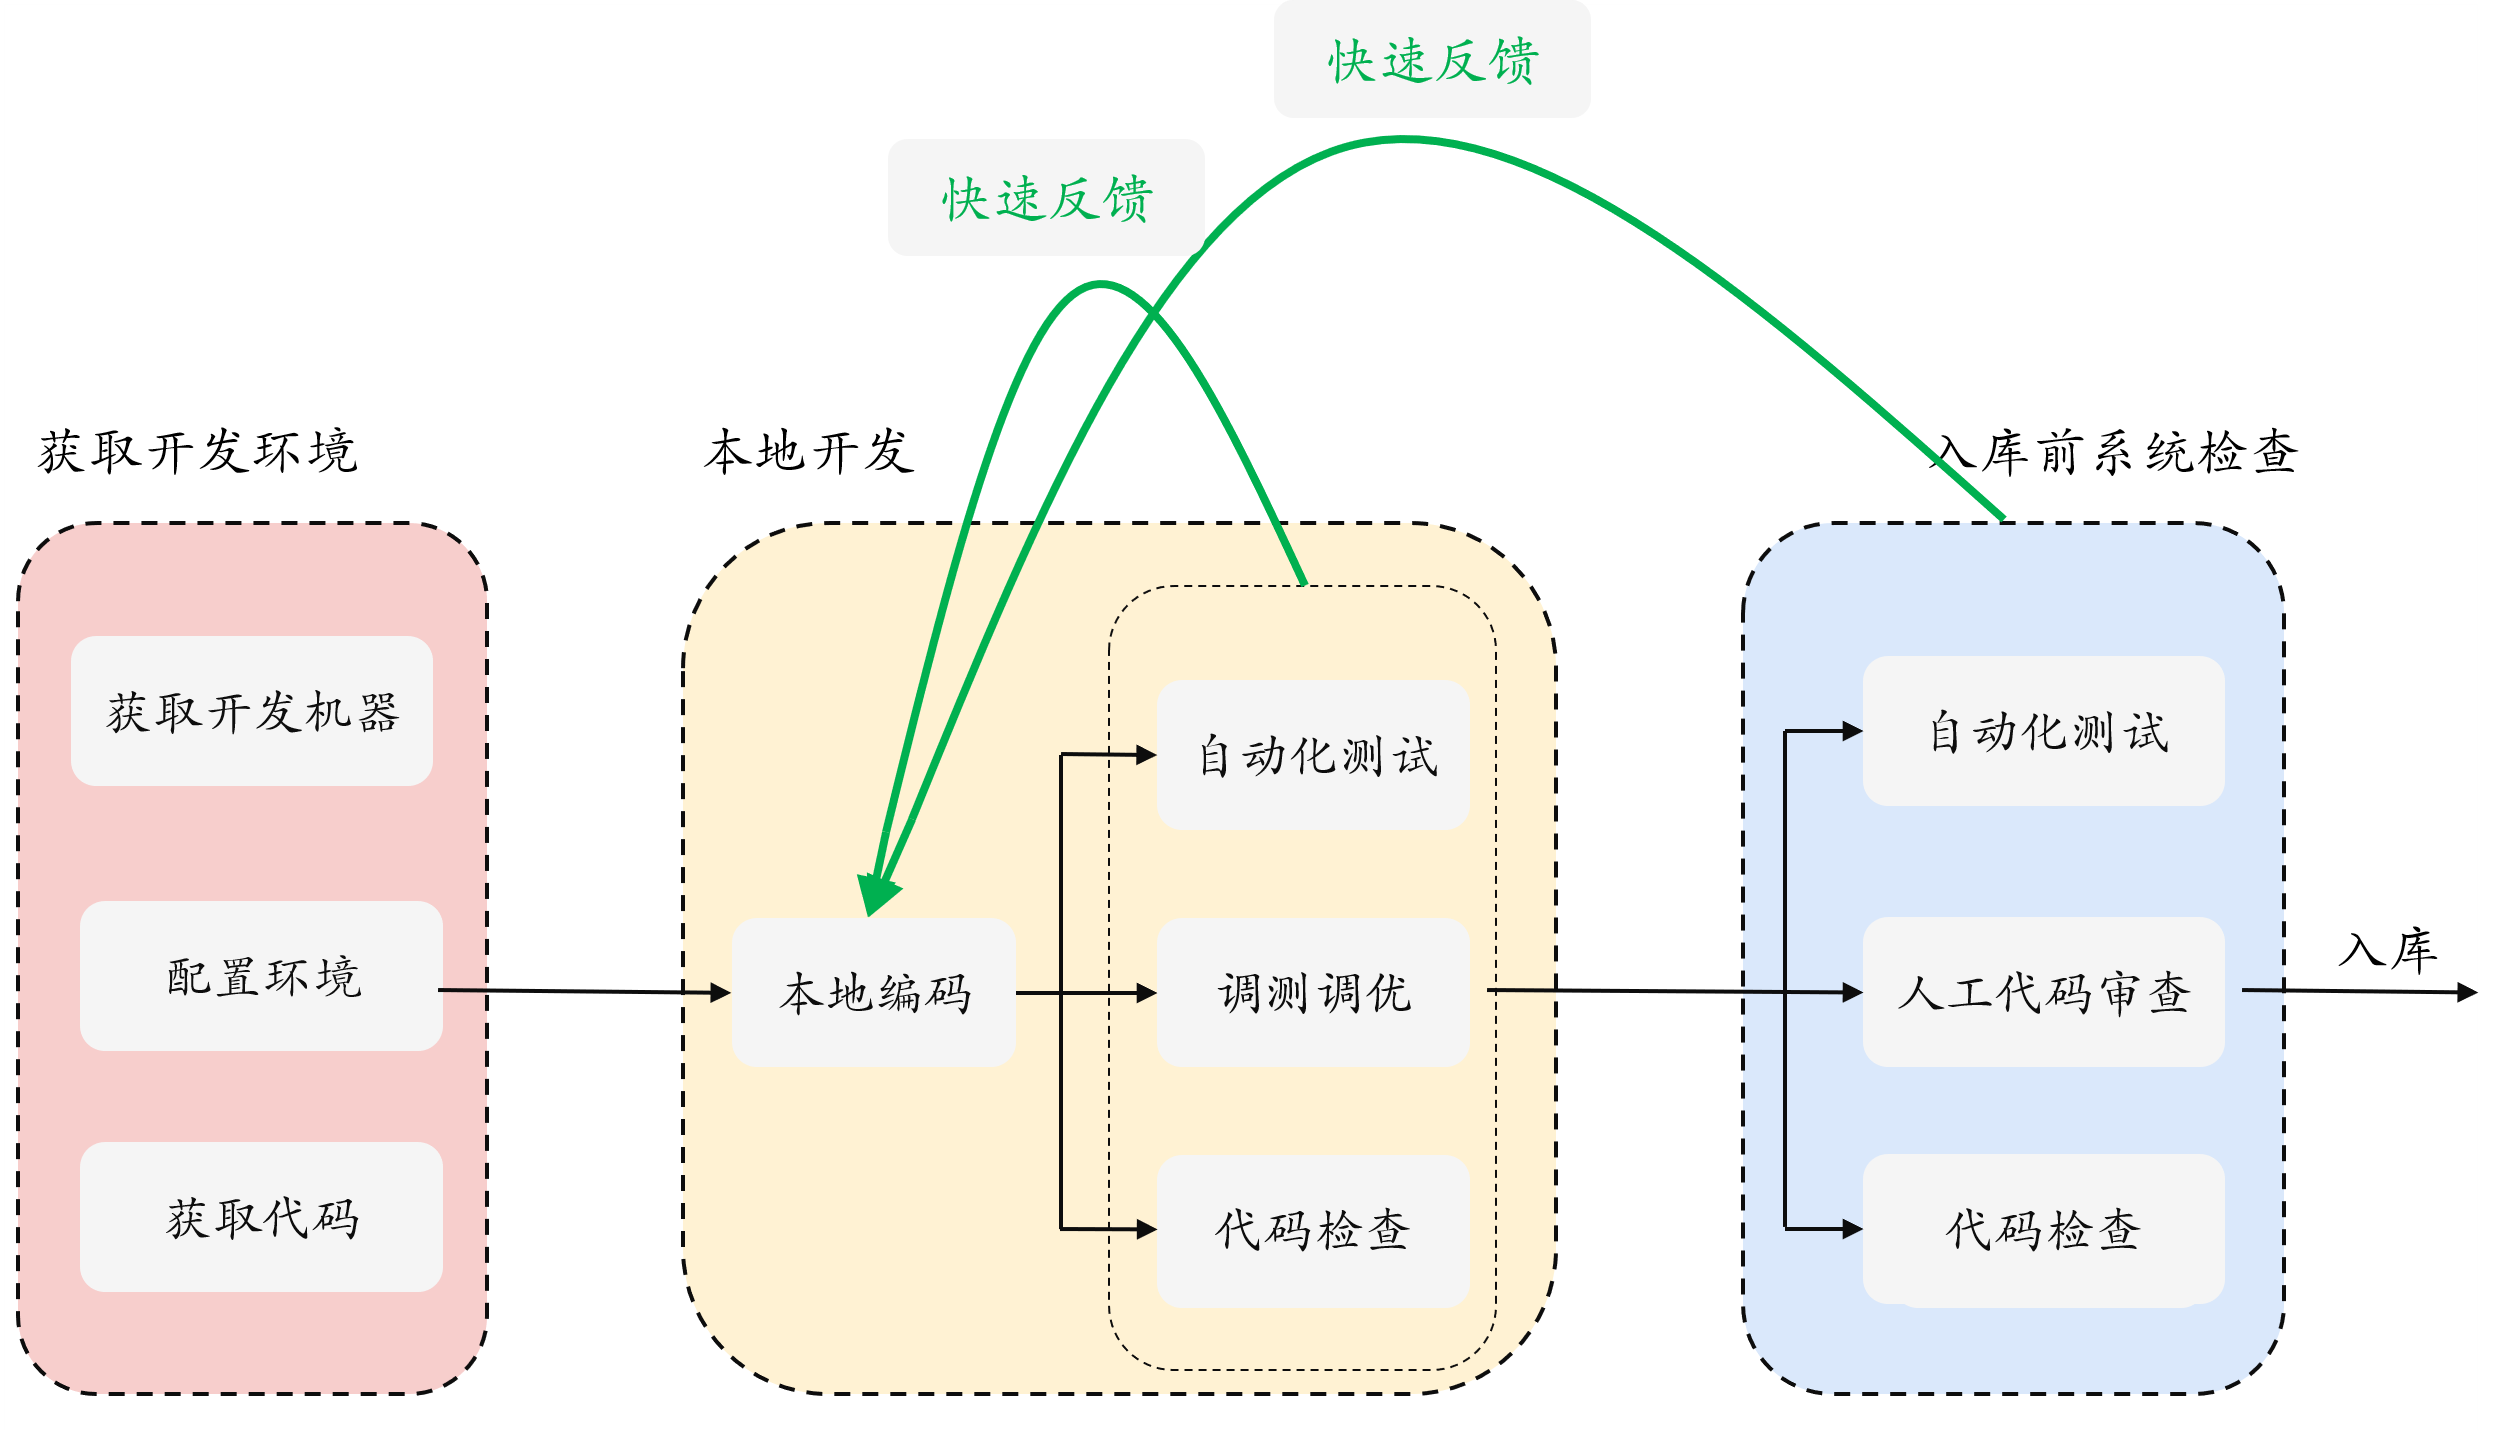 快速反馈
快速反馈
获取开发环境
本地开发
入库前系统检查
获取开发机器
配置环境
获取代码
本地编码
自动化测试
调测调优
代码检查
自动化测试
人工代码审查
代码检查
入库